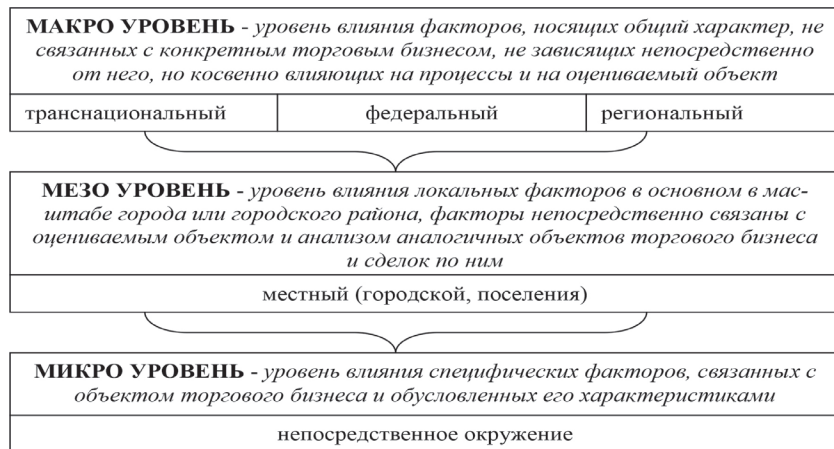 МАКРО УРОВЕНЬ - уровень влияния факторов, носящих общий характер, не
связанных с конкретным торговым бизнесом, не зависящих непосредственно
от него, но косвенно влияющих на процессы и на оцениваемый объект
транснациональный федеральный региональный
МЕЗО УРОВЕНЬ - уровень влияния локальных факторов в основном в мас-
штабе города или городского района, факторы непосредственно связаны с
оцениваемым объектом и анализом аналогичных объектов торгового бизнеса
и сделок по ним
местный (городской, поселения)
МИКРО УРОВЕНЬ - уровень влияния специфических факторов, связанных с
объектом торгового бизнеса и обусловленных его характеристиками
непосредственное окружение